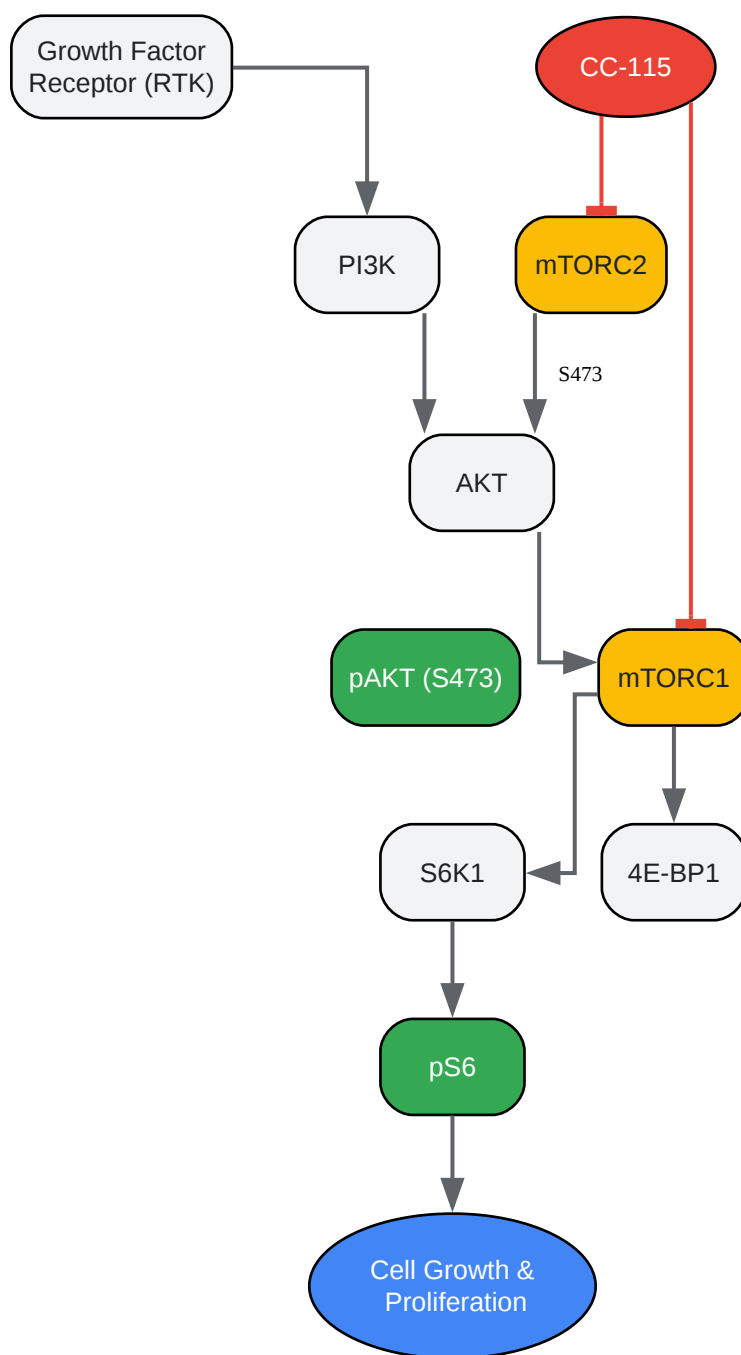 Growth Factor
Receptor (RTK)
CC-115
PI3K
mTORC2
S473
AKT
pAKT (S473)
mTORC1
S6K1
4E-BP1
pS6
Cell Growth &
Proliferation